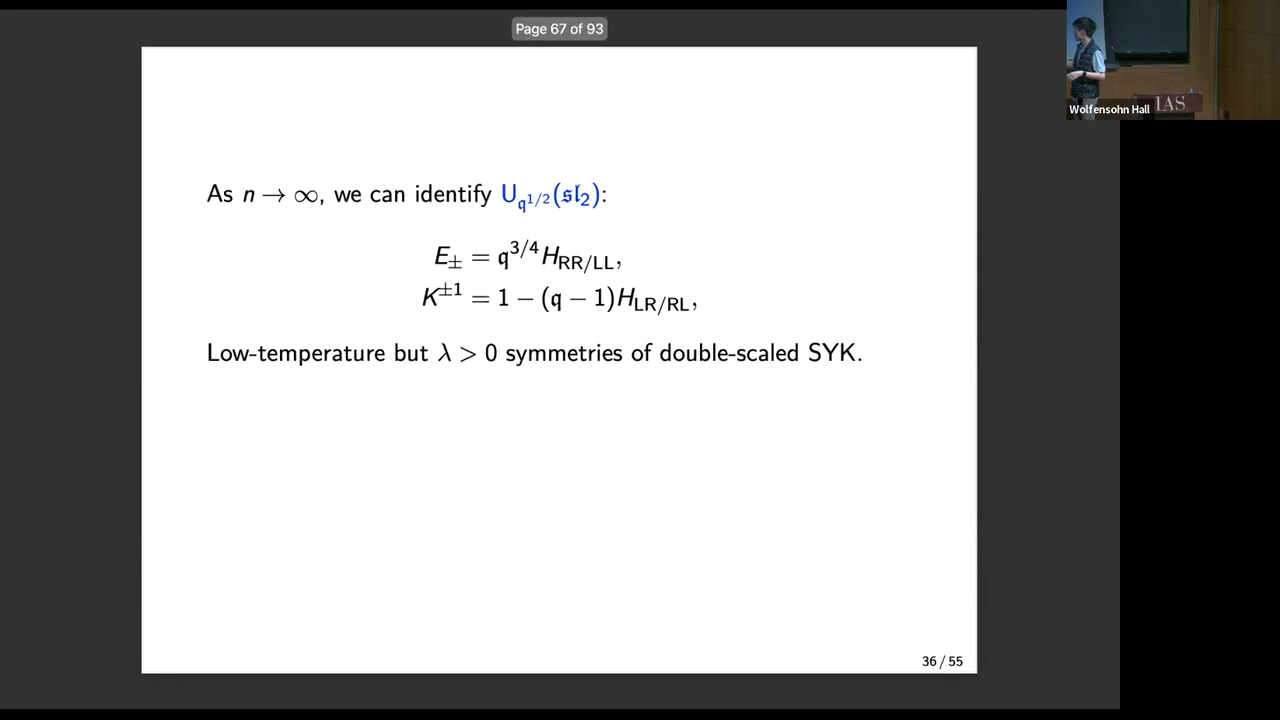 Page 67 of 93
Wolfensohn Hall
IAS
As n → ∞, we can identify U_{𝔮^{1/2}}(𝔰𝔩₂):
E_± = 𝔮^{3/4} H_{RR/LL},
K^{±1} = 1 − (𝔮 − 1)H_{LR/RL},
Low-temperature but λ > 0 symmetries of double-scaled SYK.
36 / 55